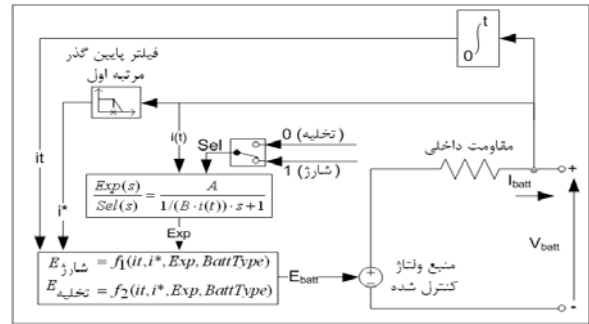 t
∫
0
فیلتر پایین گذر
مرتبه اول
it
i*
i(t)
Sel
0 (تخلیه)
1 (شارژ)
Exp(s)/Sel(s) = A/(1/(B·i(t))·s+1)
Exp
E شارژ = f1(it, i*, Exp, BattType)
E تخلیه = f2(it, i*, Exp, BattType)
Ebatt
مقاومت داخلی
Ibatt
+
Vbatt
منبع ولتاژ
کنترل شده
-